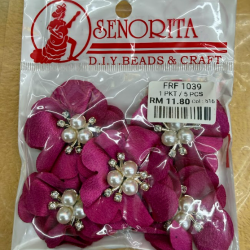 SENORITA
D.I.Y. BEADS & CRAFT
FRF 1039
1 PKT / 5 PCS
RM 11.80